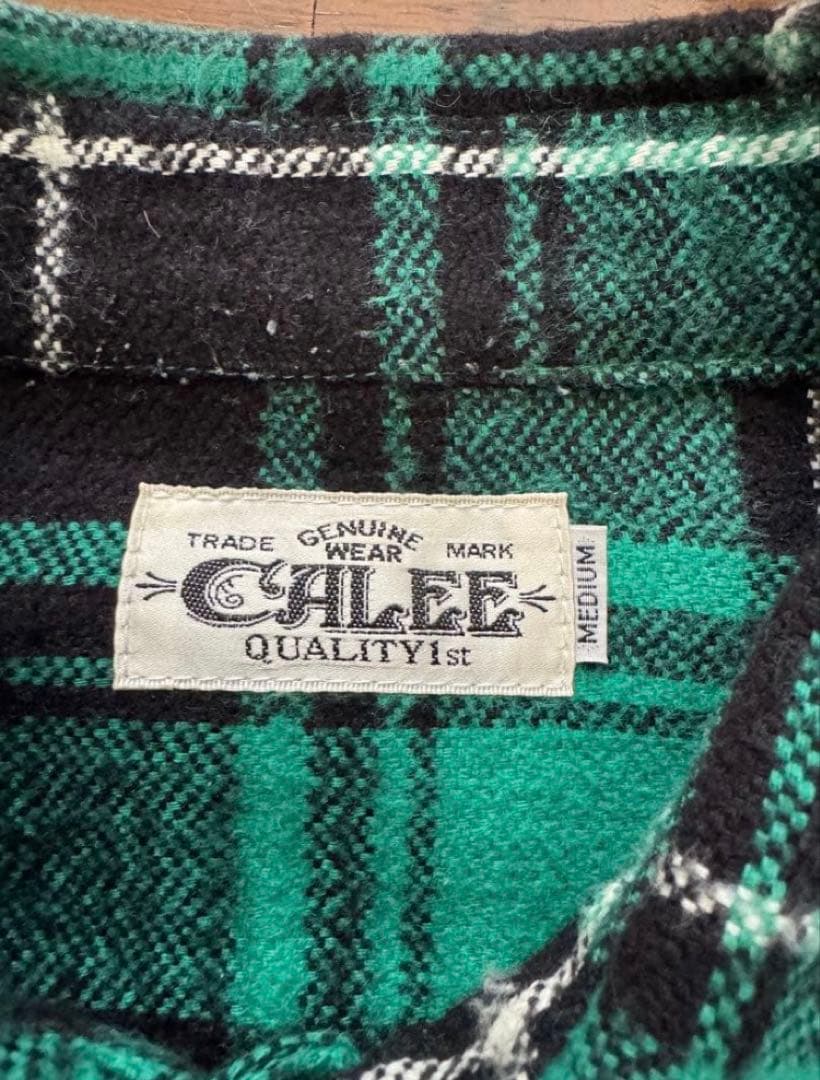 GENUINE
TRADE WEAR MARK
CALEE
QUALITY 1st
MEDIUM